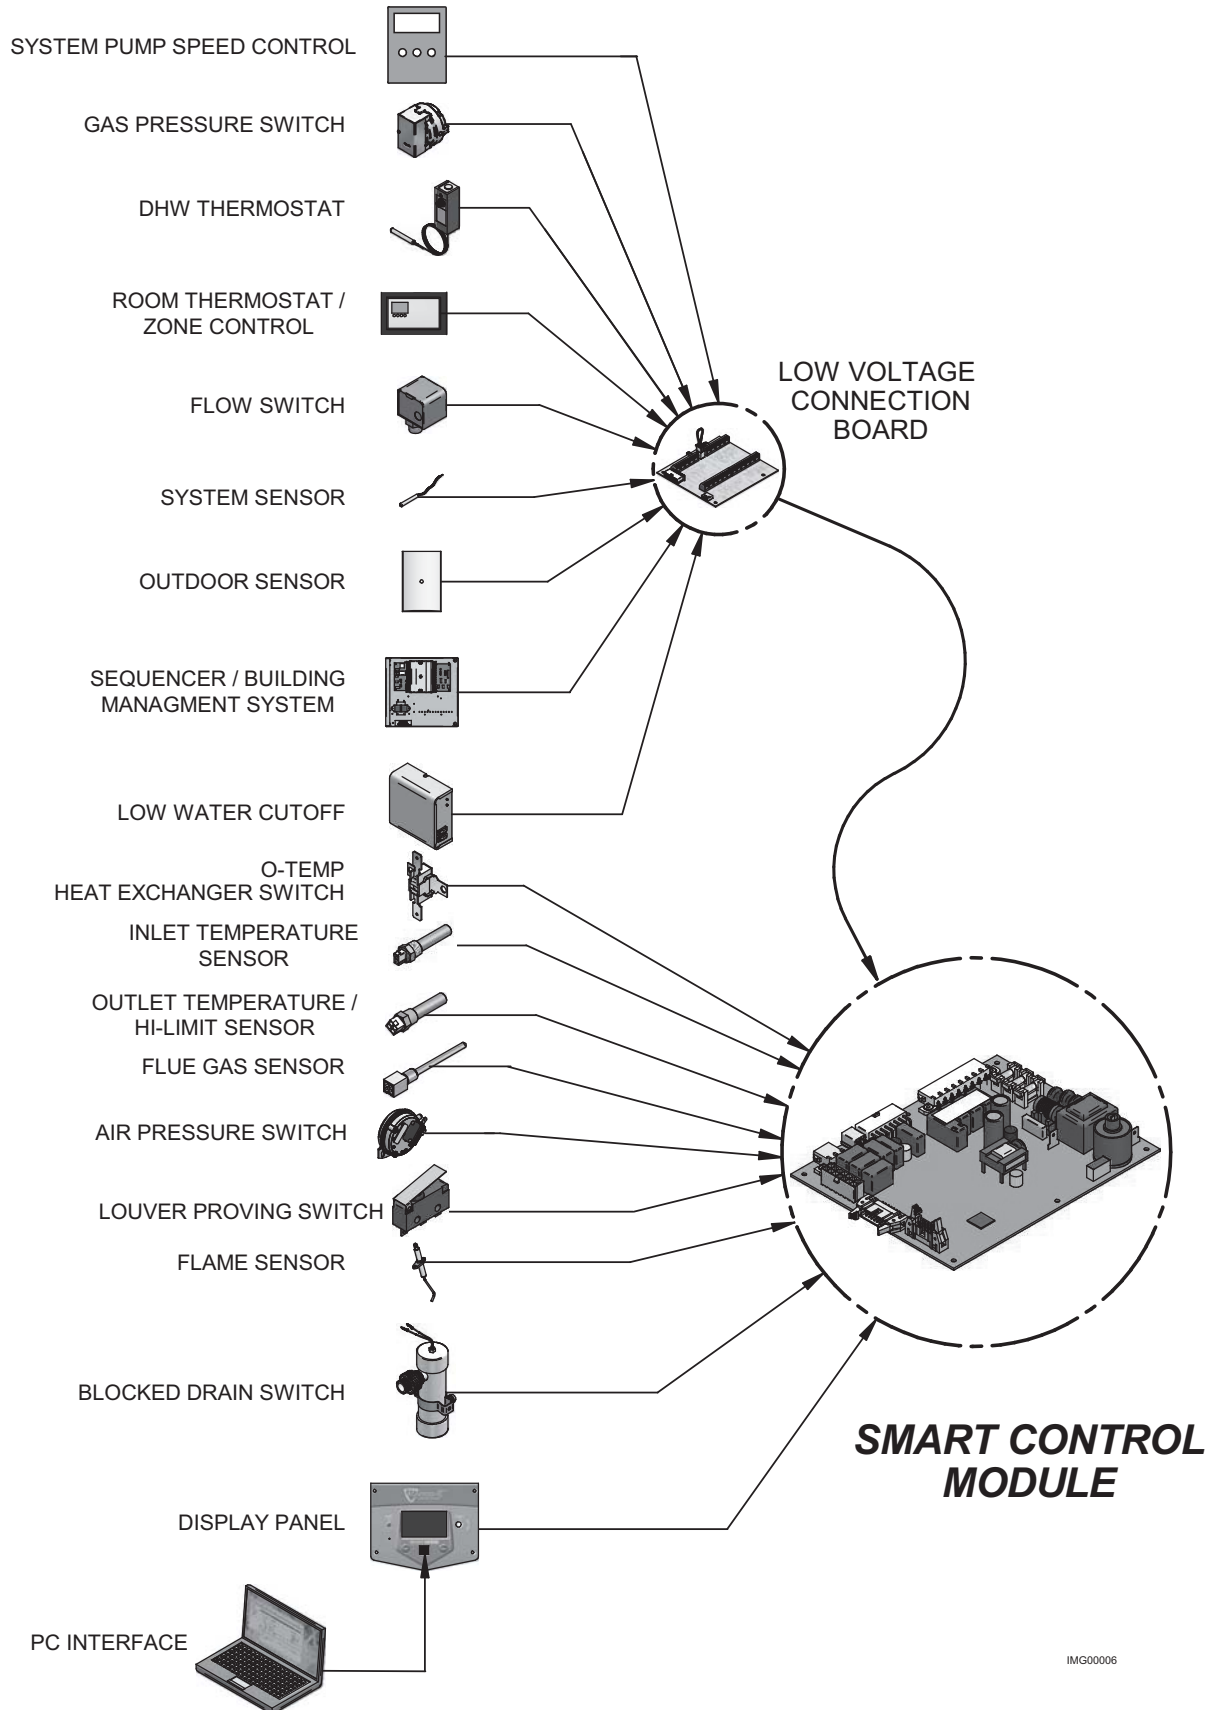 SYSTEM PUMP SPEED CONTROL
GAS PRESSURE SWITCH
DHW THERMOSTAT
ROOM THERMOSTAT /
ZONE CONTROL
FLOW SWITCH
LOW VOLTAGE
CONNECTION
BOARD
SYSTEM SENSOR
OUTDOOR SENSOR
SEQUENCER / BUILDING
MANAGMENT SYSTEM
LOW WATER CUTOFF
O-TEMP
HEAT EXCHANGER SWITCH
INLET TEMPERATURE
SENSOR
OUTLET TEMPERATURE /
HI-LIMIT SENSOR
FLUE GAS SENSOR
AIR PRESSURE SWITCH
LOUVER PROVING SWITCH
FLAME SENSOR
BLOCKED DRAIN SWITCH
SMART CONTROL
MODULE
DISPLAY PANEL
PC INTERFACE
IMG00006